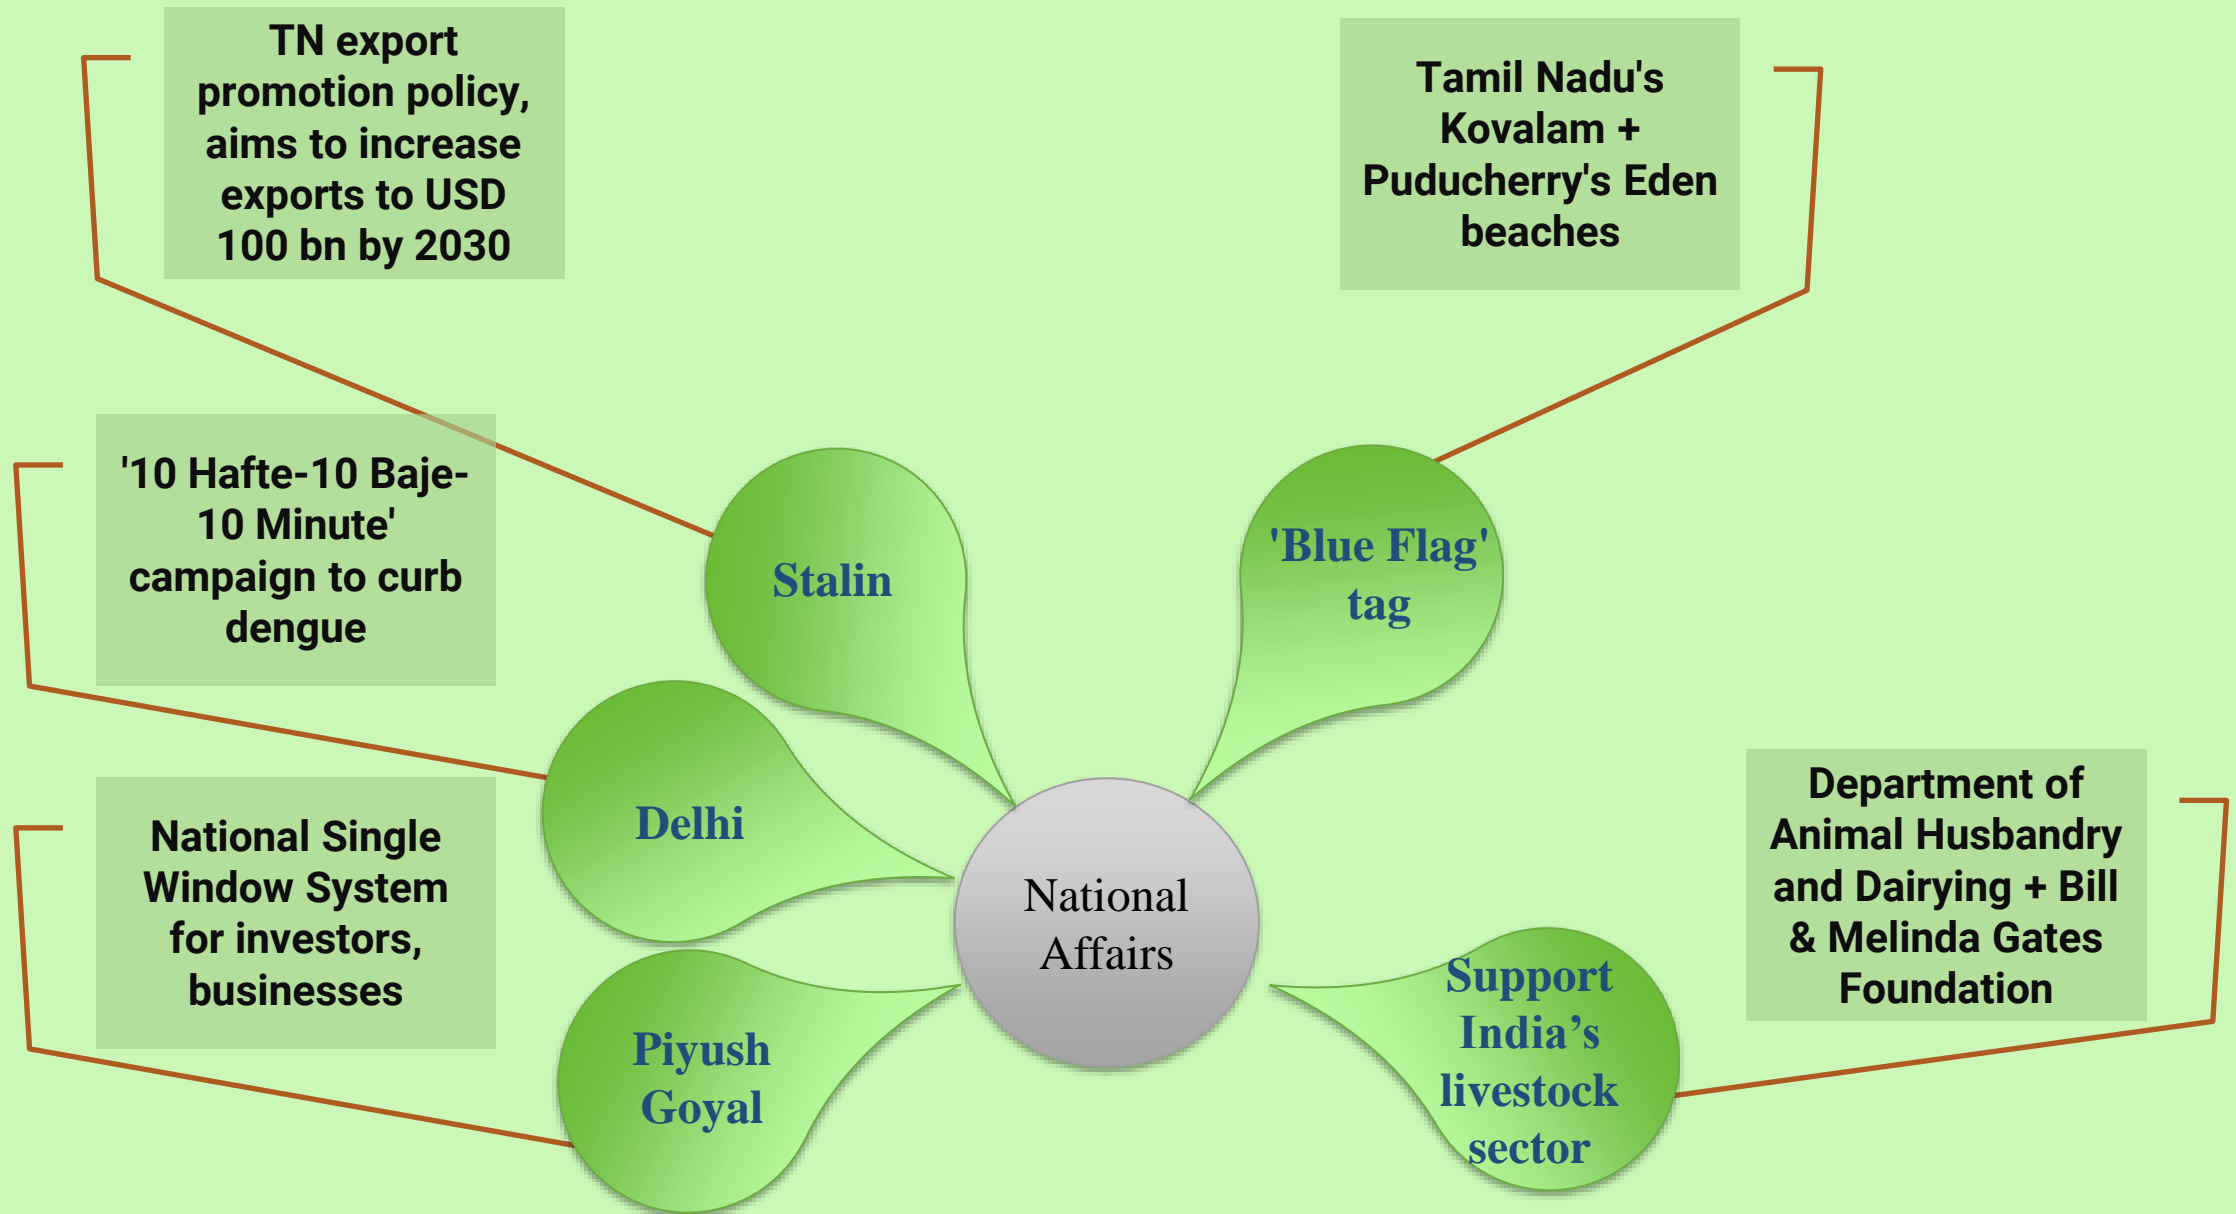 TN export
promotion policy,
aims to increase
exports to USD
100 bn by 2030
Tamil Nadu's
Kovalam +
Puducherry's Eden
beaches
'10 Hafte-10 Baje-
10 Minute'
campaign to curb
dengue
Stalin
'Blue Flag'
tag
Delhi
National Single
Window System
for investors,
businesses
National
Affairs
Department of
Animal Husbandry
and Dairying + Bill
& Melinda Gates
Foundation
Piyush
Goyal
Support
India’s
livestock
sector